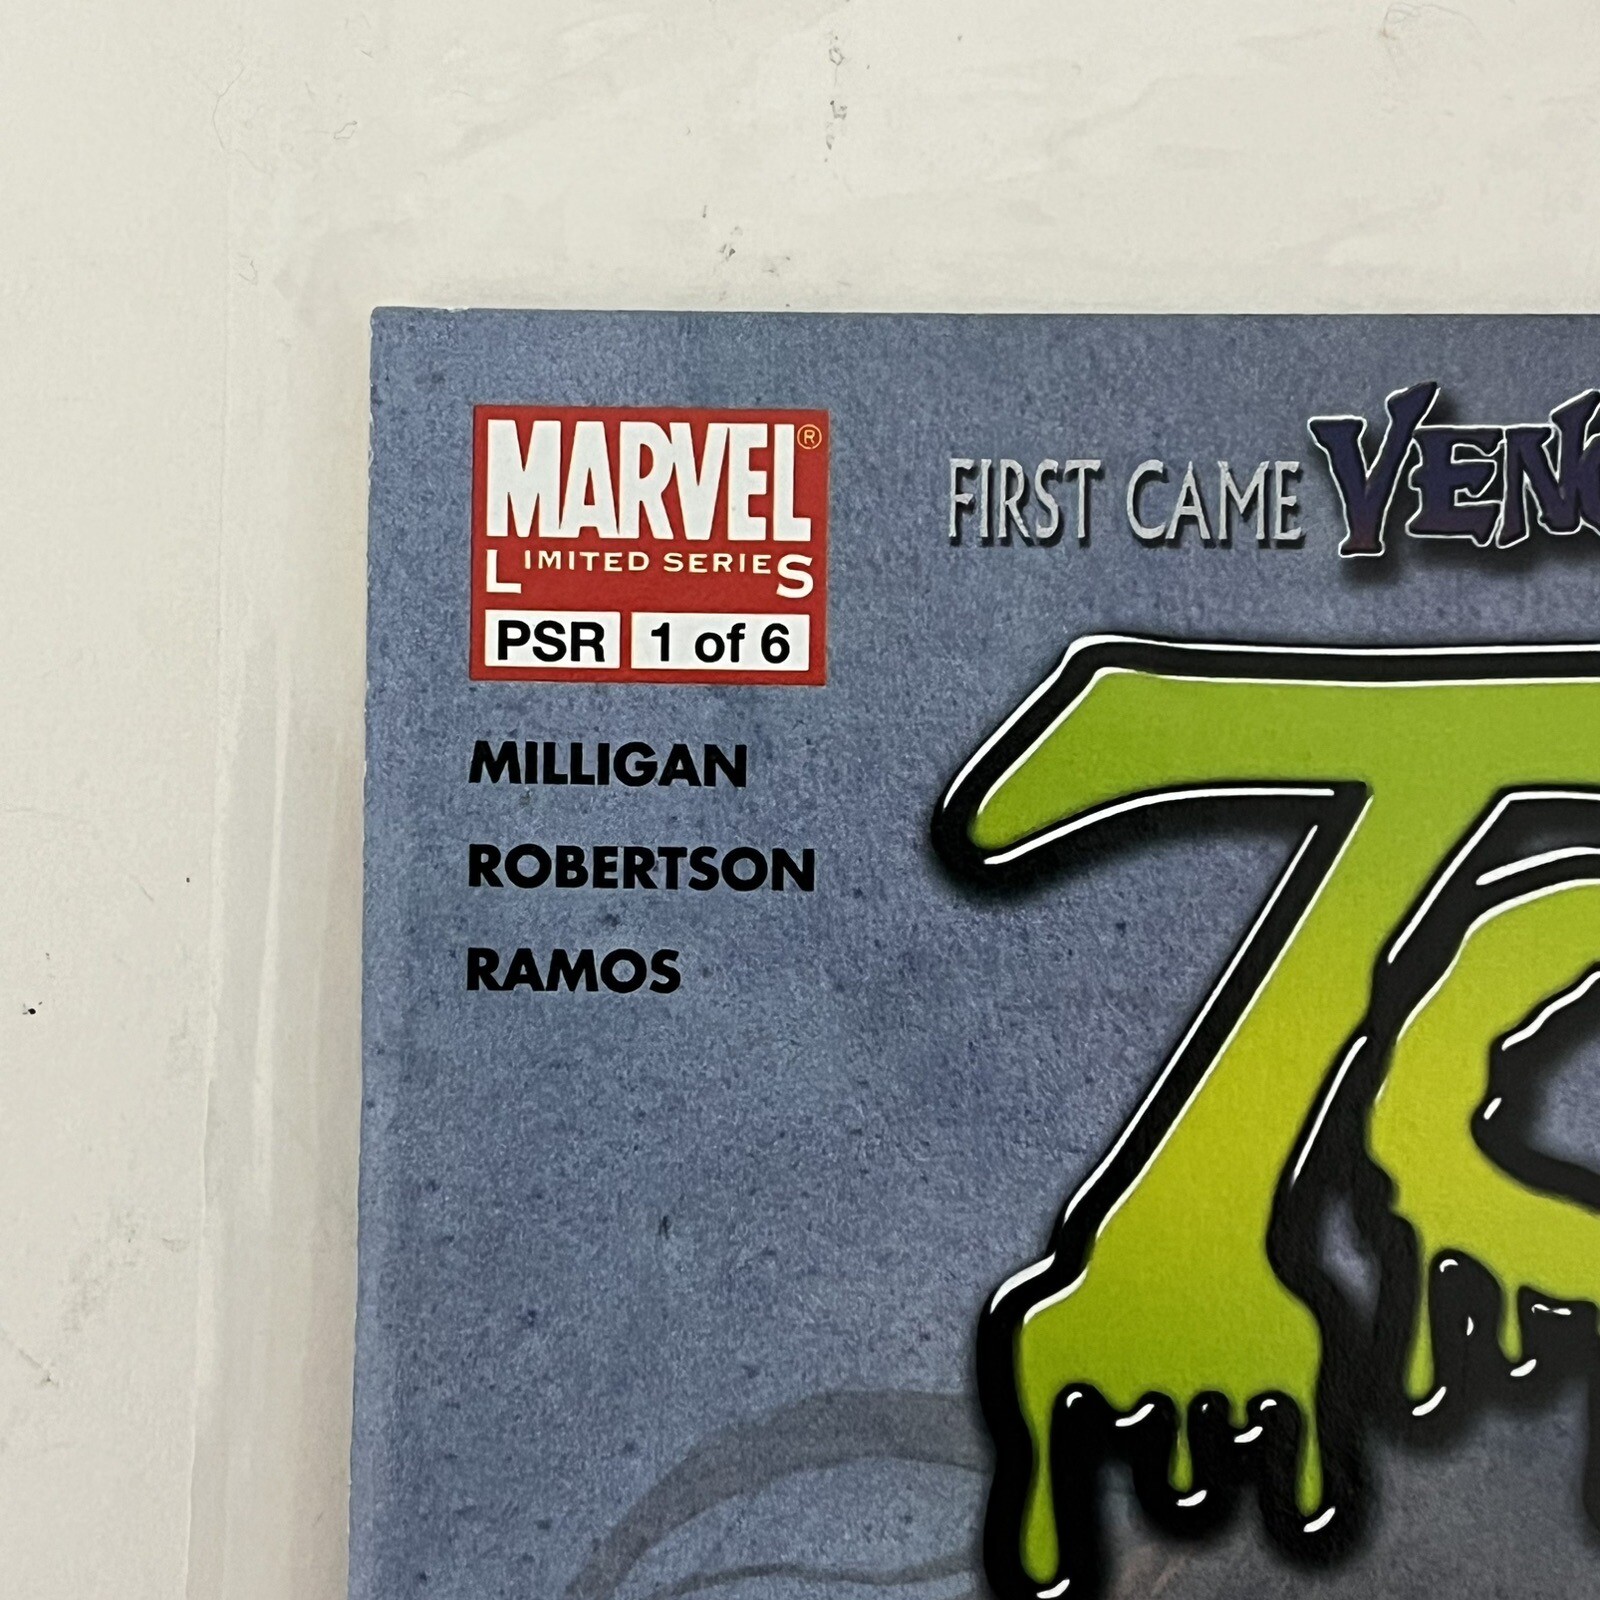 MARVEL®
LIMITED SERIES
PSR 1 of 6
FIRST CAME
MILLIGAN
ROBERTSON
RAMOS